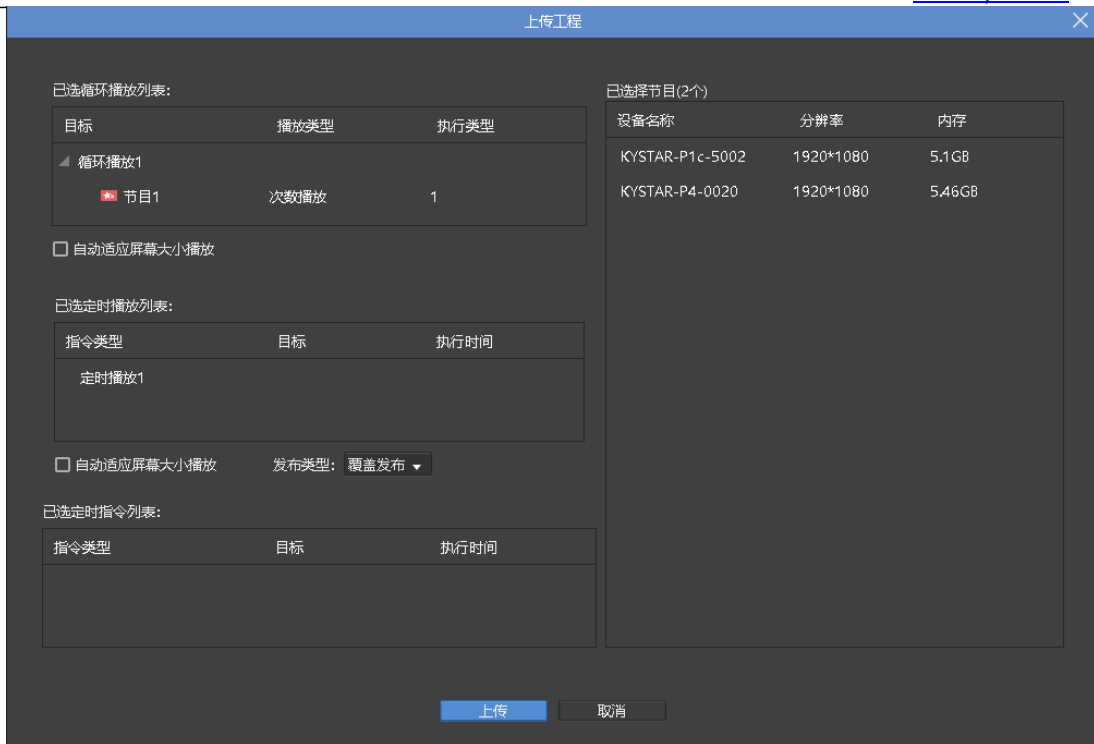 上传工程
已选循环播放列表:
目标 播放类型 执行类型
循环播放1
节目1 次数播放 1
自动适应屏幕大小播放
已选定时播放列表:
指令类型 目标 执行时间
定时播放1
自动适应屏幕大小播放 发布类型: 覆盖发布
已选定时指令列表:
指令类型 目标 执行时间
已选择节目(2个)
设备名称 分辨率 内存
KYSTAR-P1c-5002 1920*1080 5.1GB
KYSTAR-P4-0020 1920*1080 5.46GB
上传 取消